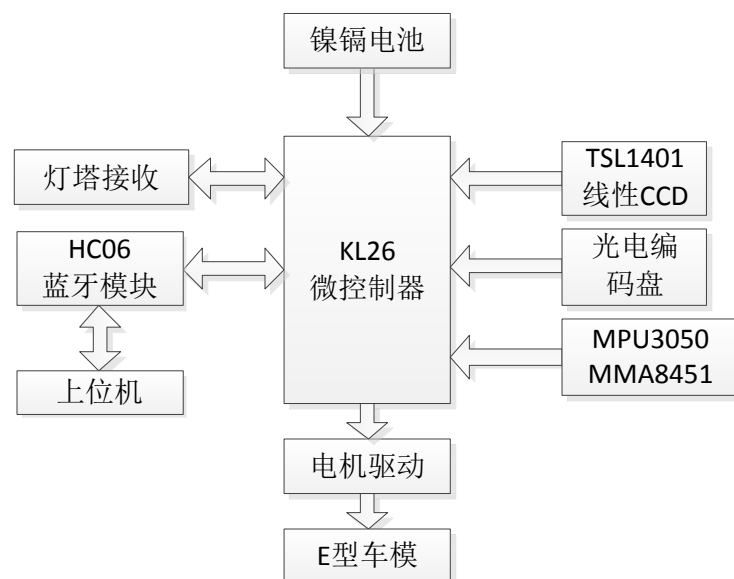 镍镉电池
灯塔接收
TSL1401
线性CCD
HC06
蓝牙模块
KL26
微控制器
光电编
码盘
MPU3050
MMA8451
上位机
电机驱动
E型车模